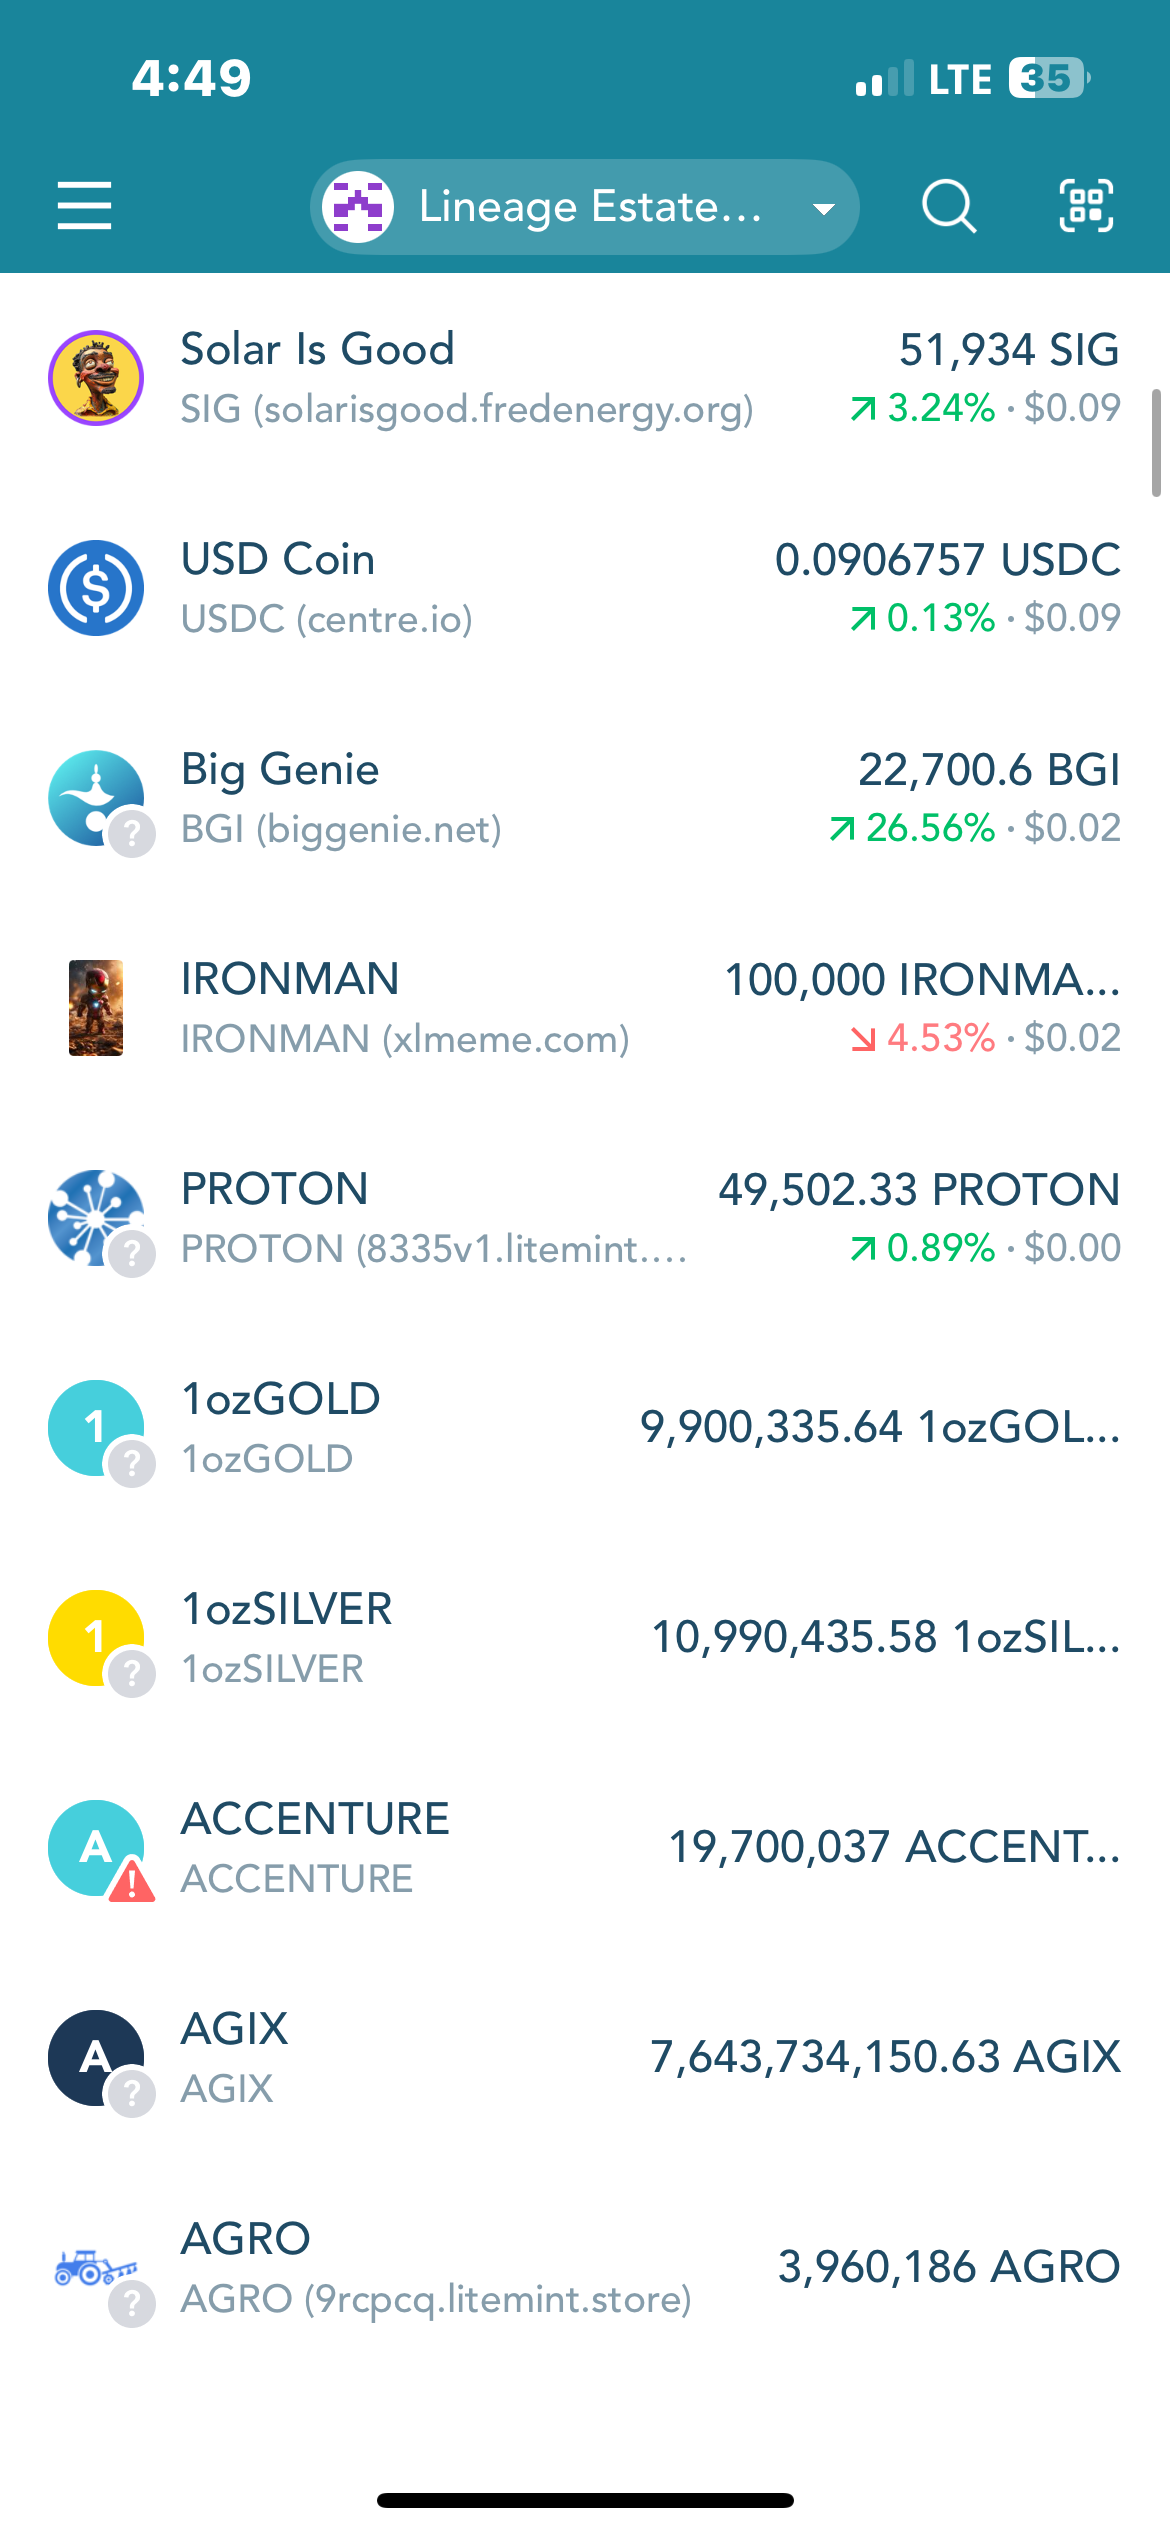 4:49
LTE 35
Lineage Estate...
Solar Is Good
51,934 SIG
SIG (solarisgood.fredenergy.org)
3.24% · $0.09
USD Coin
0.0906757 USDC
USDC (centre.io)
0.13% · $0.09
Big Genie
22,700.6 BGI
BGI (biggenie.net)
26.56% · $0.02
IRONMAN
100,000 IRONMA...
IRONMAN (xlmeme.com)
4.53% · $0.02
PROTON
49,502.33 PROTON
PROTON (8335v1.litemint....
0.89% · $0.00
1
?
1ozGOLD
9,900,335.64 1ozGOL...
1ozGOLD
1
?
1ozSILVER
10,990,435.58 1ozSIL...
1ozSILVER
A
ACCENTURE
19,700,037 ACCENT...
ACCENTURE
A
?
AGIX
7,643,734,150.63 AGIX
AGIX
?
AGRO
3,960,186 AGRO
AGRO (9rcpcq.litemint.store)